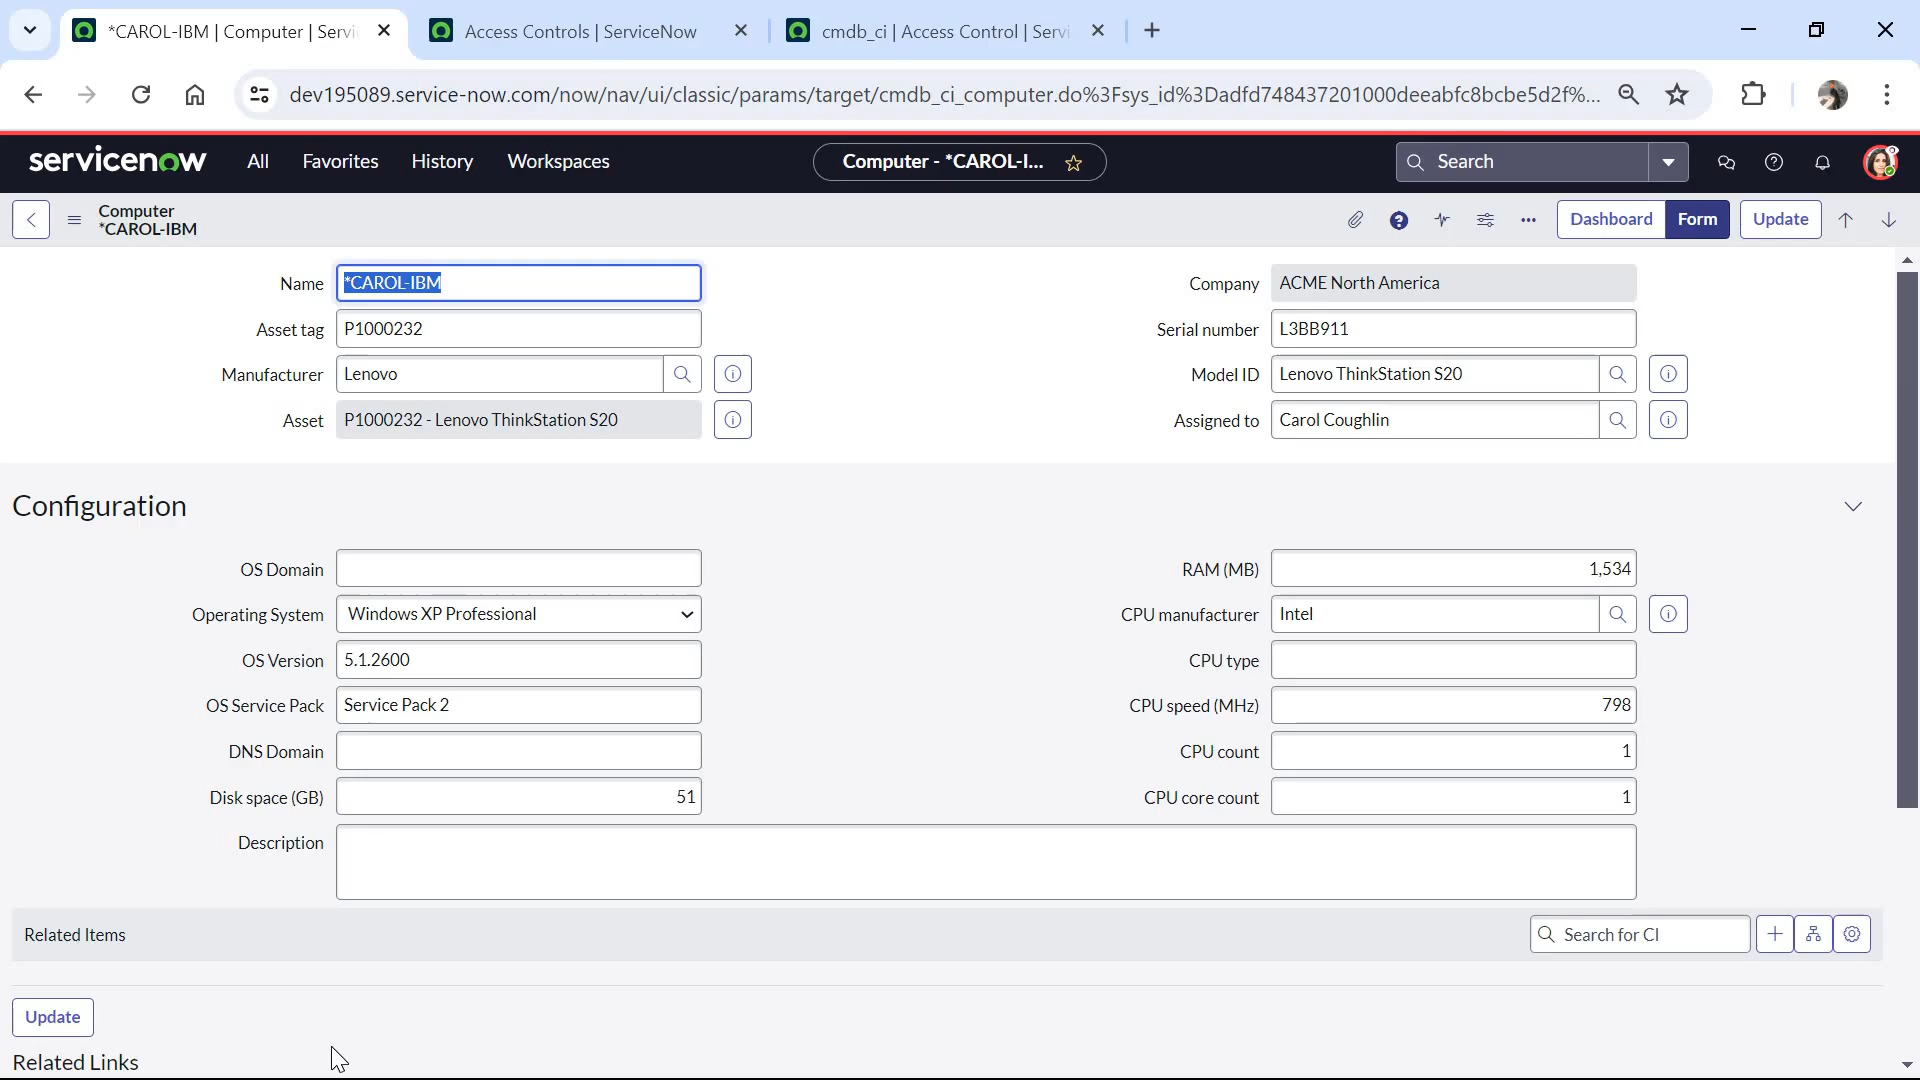 *CAROL-IBM | Computer | Servi
Access Controls | ServiceNow
cmdb_ci | Access Control | Servi
dev195089.service-now.com/now/nav/ui/classic/params/target/cmdb_ci_computer.do%3Fsys_id%3Dadfd748437201000deeabfc8bcbe5d2f%...
servicenow
All
Favorites
History
Workspaces
Computer - *CAROL-I...
Search
Computer
*CAROL-IBM
Dashboard
Form
Update
Name
*CAROL-IBM
Company
ACME North America
Asset tag
P1000232
Serial number
L3BB911
Manufacturer
Lenovo
Model ID
Lenovo ThinkStation S20
Asset
P1000232 - Lenovo ThinkStation S20
Assigned to
Carol Coughlin
Configuration
OS Domain
RAM (MB)
1,534
Operating System
Windows XP Professional
CPU manufacturer
Intel
OS Version
5.1.2600
CPU type
OS Service Pack
Service Pack 2
CPU speed (MHz)
798
DNS Domain
CPU count
1
Disk space (GB)
51
CPU core count
1
Description
Related Items
Search for CI
Update
Related Links